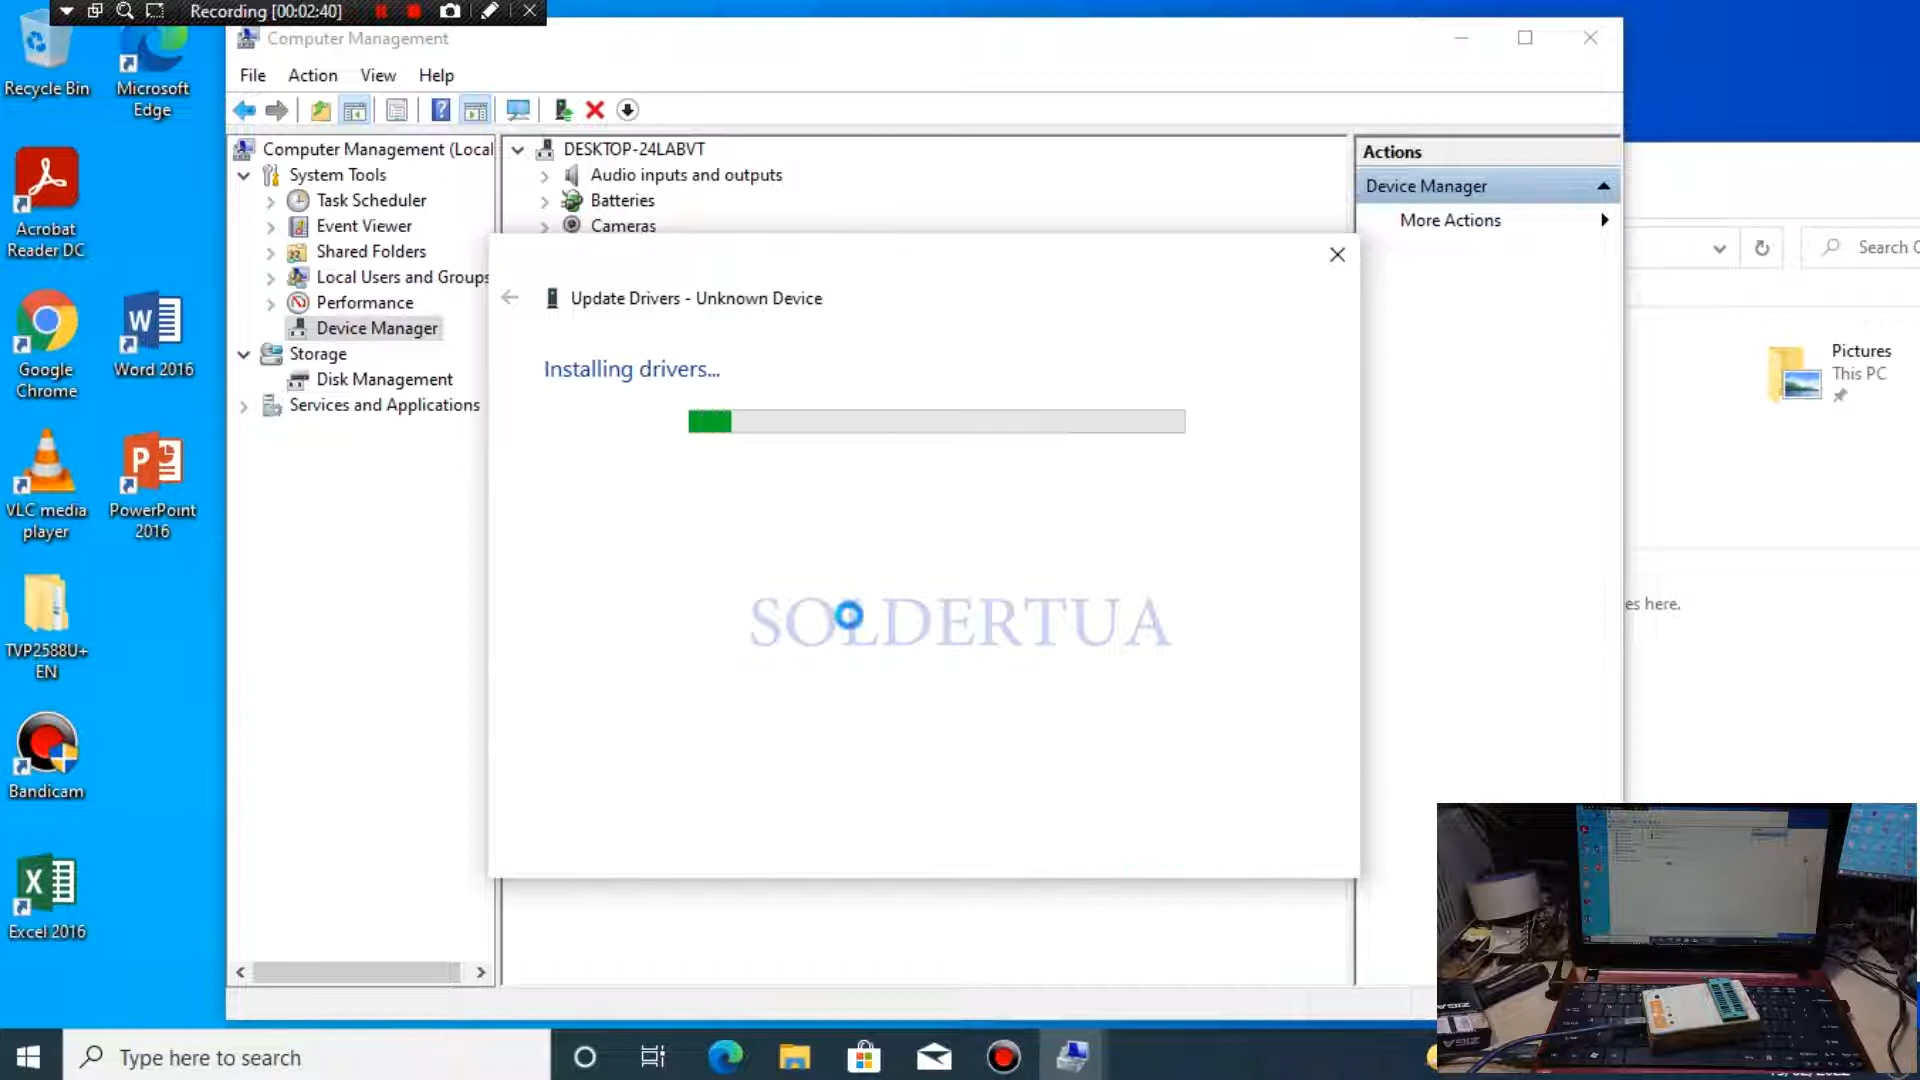 Recording [00:02:40]
Recycle Bin
Microsoft
Edge
Acrobat
Reader DC
Google
Chrome
Word 2016
VLC media
player
PowerPoint
2016
TVP2588U+
EN
Bandicam
Excel 2016
Computer Management
File Action View Help
Computer Management (Local
System Tools
Task Scheduler
Event Viewer
Shared Folders
Local Users and Groups
Performance
Device Manager
Storage
Disk Management
Services and Applications
DESKTOP-24LABVT
Audio inputs and outputs
Batteries
Cameras
Actions
Device Manager
More Actions
Update Drivers - Unknown Device
Installing drivers...
SOLDERTUA
Search
Pictures
This PC
es here.
ZIGA
Type here to search